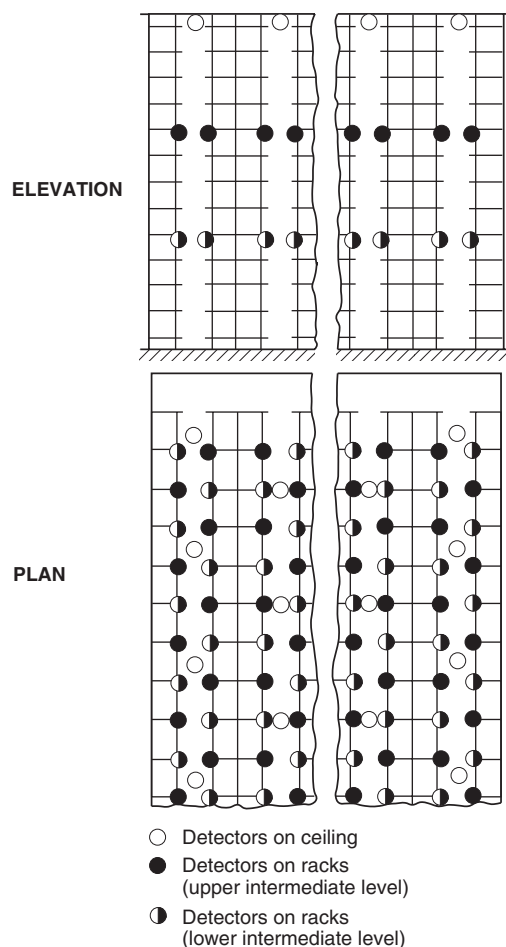 ELEVATION
PLAN
Detectors on ceiling
Detectors on racks
(upper intermediate level)
Detectors on racks
(lower intermediate level)